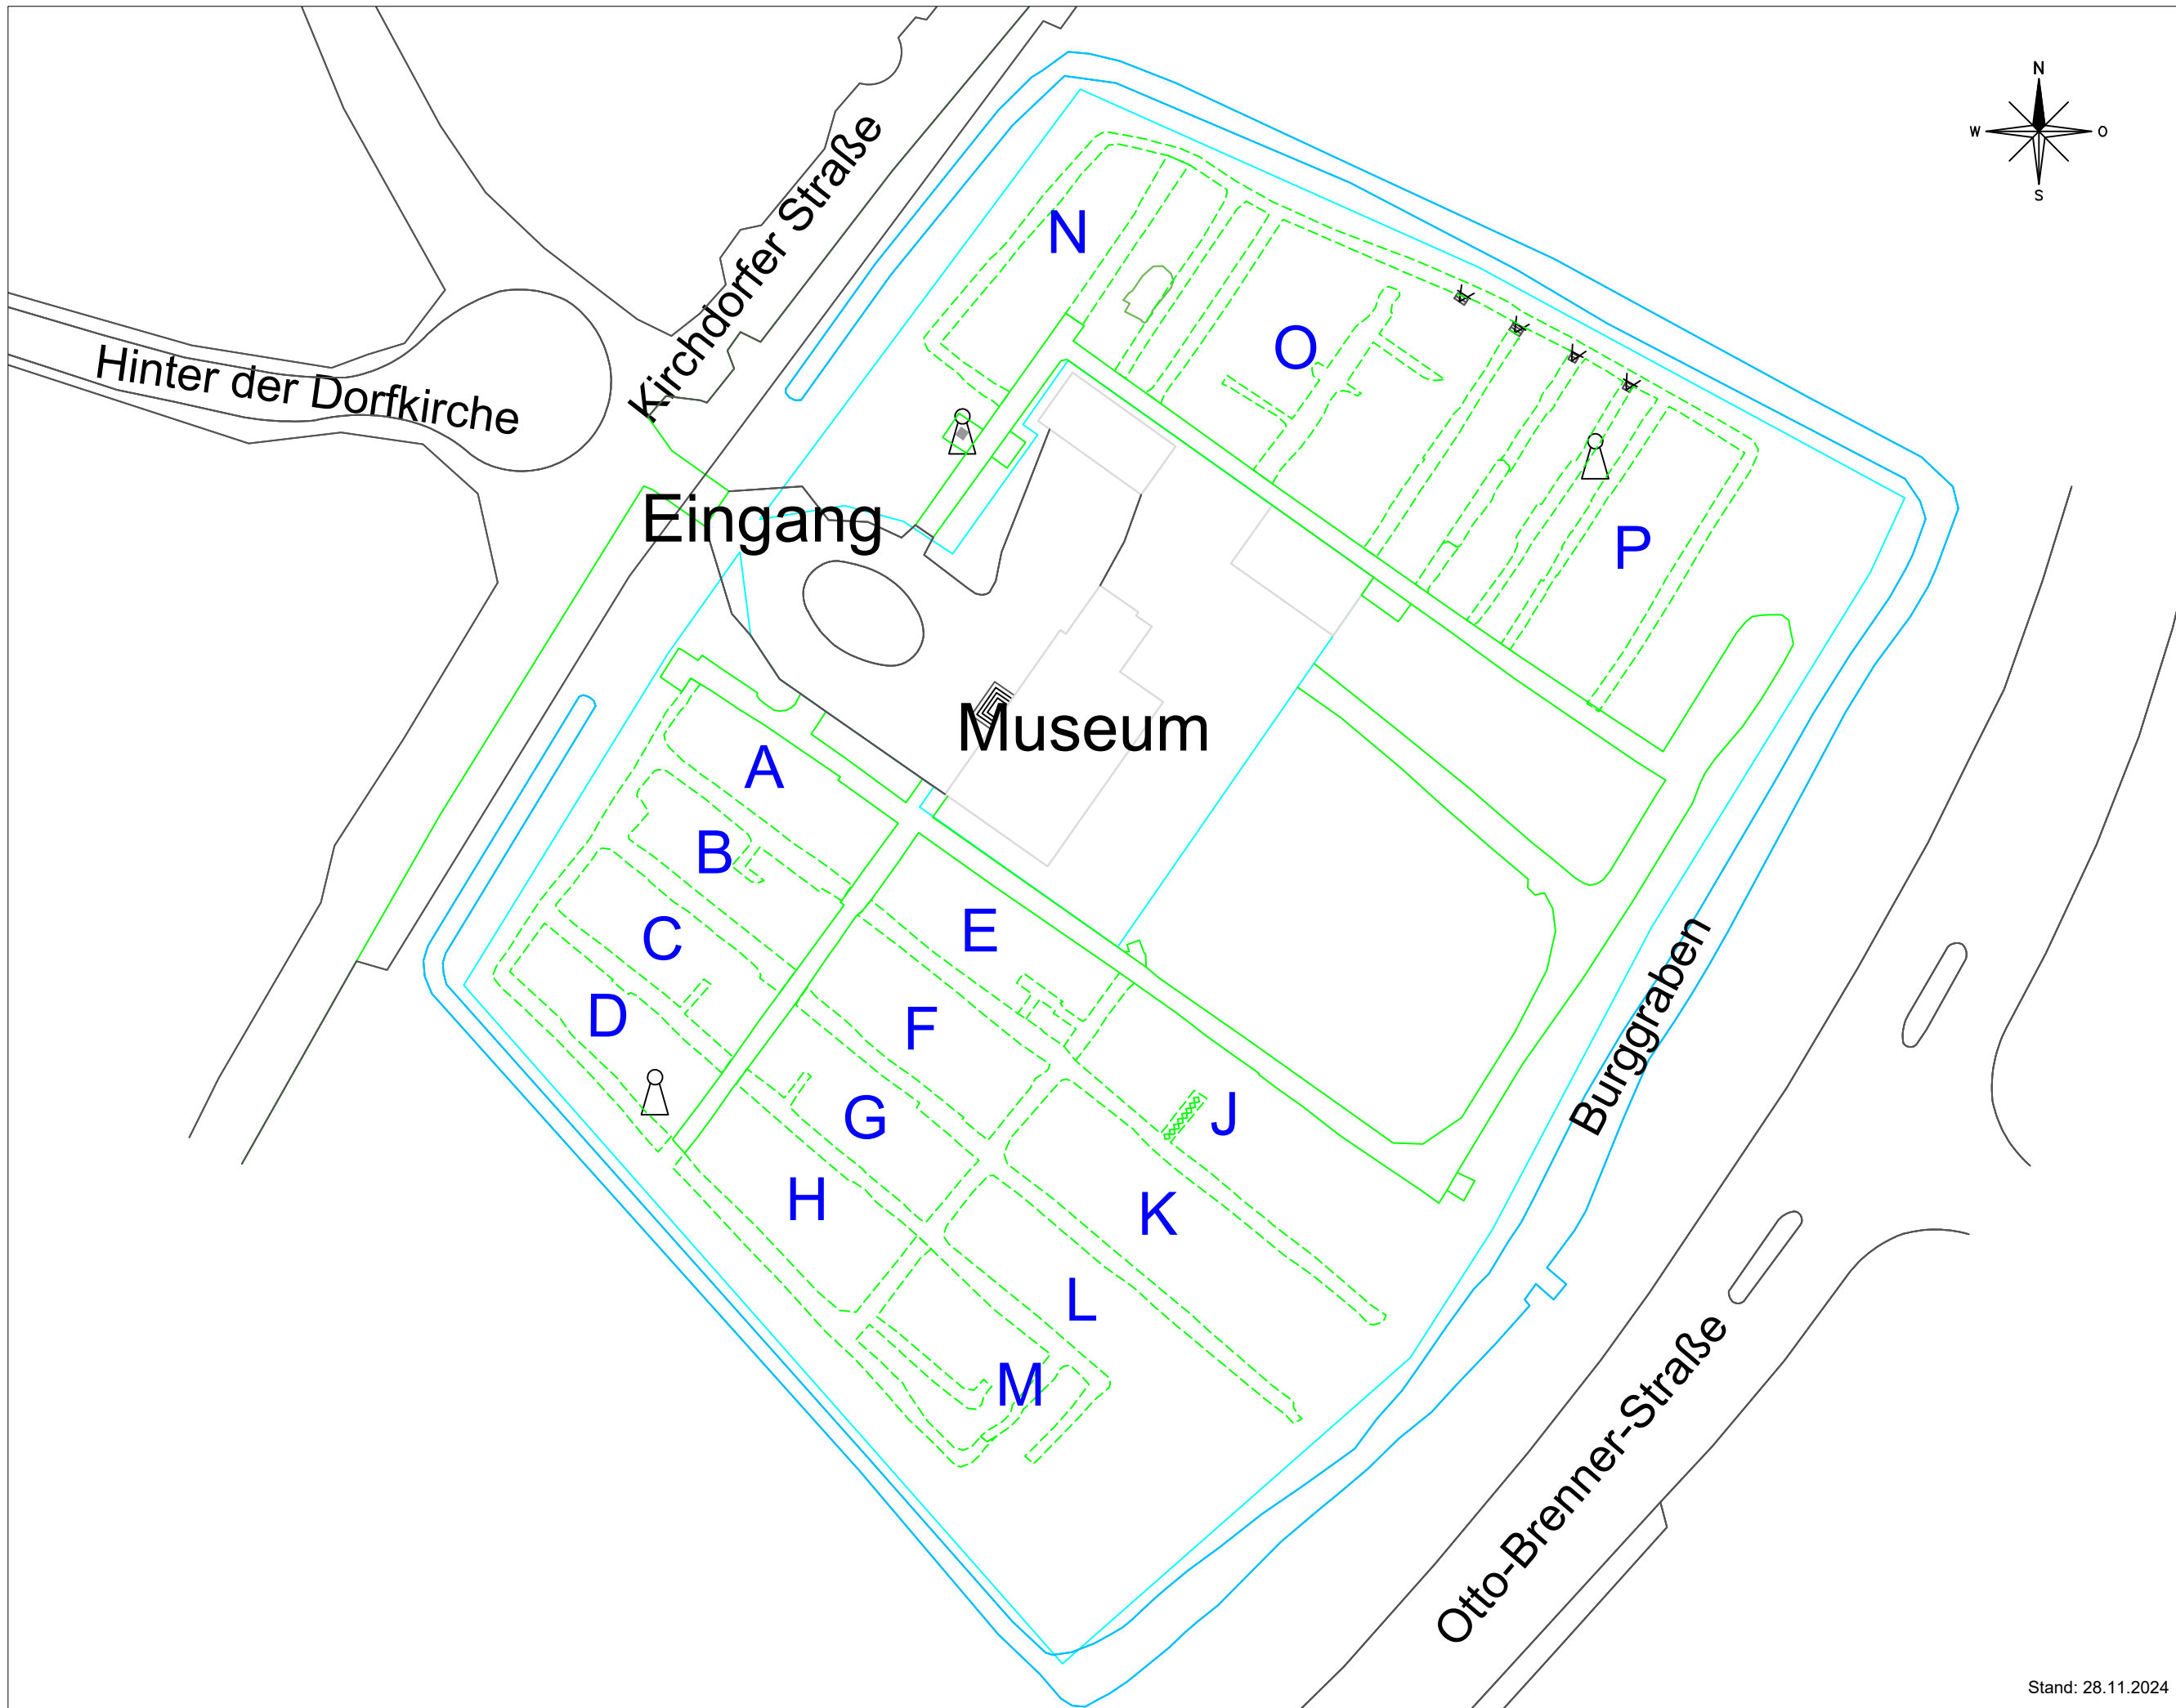 N
W
O
S
Kirchdorfer Straße
Hinter der Dorfkirche
N
O
Eingang
P
Museum
A
B
C
E
D
F
Burggraben
G
J
H
K
L
M
Otto-Brenner-Straße
Stand: 28.11.2024